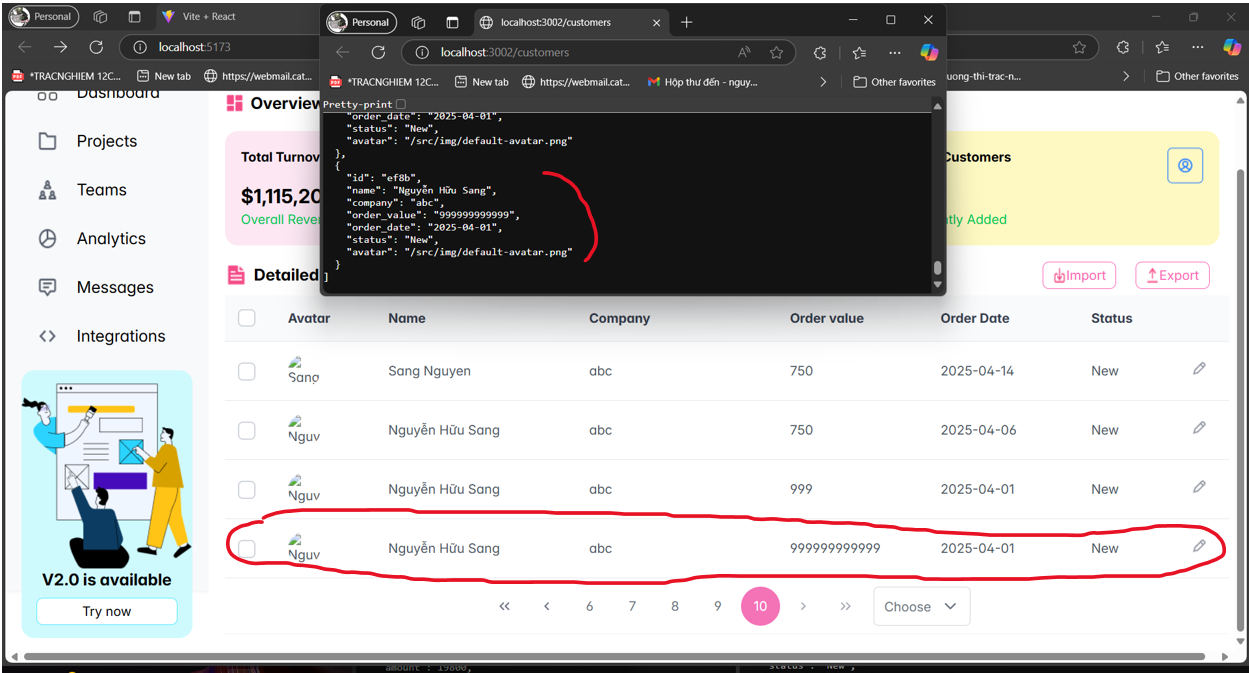 Personal
Vite + React
localhost:5173
*TRACNGHIEM 12C...
New tab
https://webmail.cat...
uong-thi-trac-n...
Other favorites
Personal
localhost:3002/customers
localhost:3002/customers
*TRACNGHIEM 12C...
New tab
https://webmail.cat...
Hộp thư đến - nguy...
Other favorites
Pretty-print
"order_date": "2025-04-01",
"status": "New",
"avatar": "/src/img/default-avatar.png"
},
{
"id": "ef8b",
"name": "Nguyễn Hữu Sang",
"company": "abc",
"order_value": "999999999999",
"order_date": "2025-04-01",
"status": "New",
"avatar": "/src/img/default-avatar.png"
}
]
Dashboard
Projects
Teams
Analytics
Messages
Integrations
V2.0 is available
Try now
Overview
Total Turnov
$1,115,20
Overall Reve
Customers
tly Added
Detailed
Import
Export
Avatar Name Company Order value Order Date Status
Sang Sang Nguyen abc 750 2025-04-14 New
Nguy Nguyễn Hữu Sang abc 750 2025-04-06 New
Nguy Nguyễn Hữu Sang abc 999 2025-04-01 New
Nguy Nguyễn Hữu Sang abc 999999999999 2025-04-01 New
« ‹ 6 7 8 9 10 › »
Choose